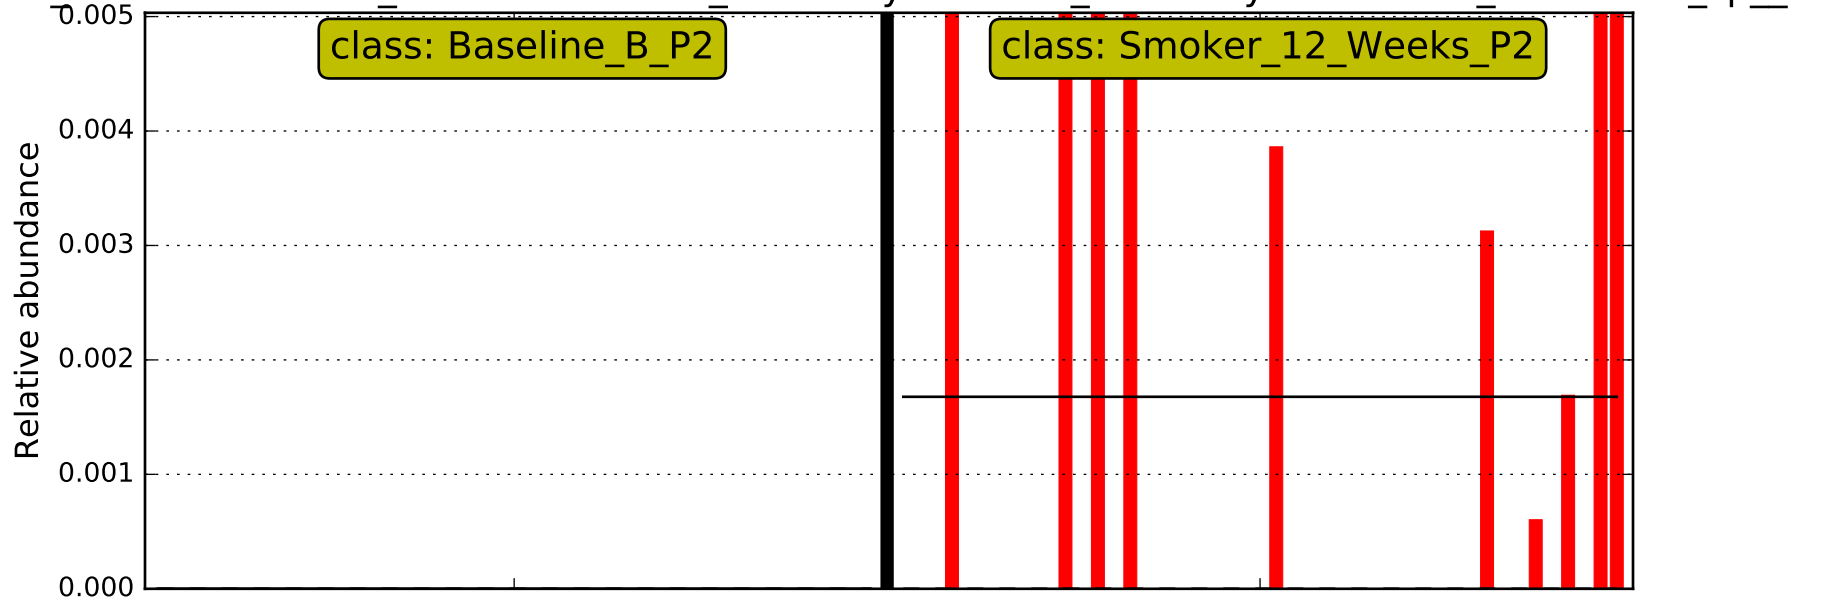 0.005
class: Baseline_B_P2
class: Smoker_12_Weeks_P2
0.004
0.003
0.002
0.001
0.000
Relative abundance